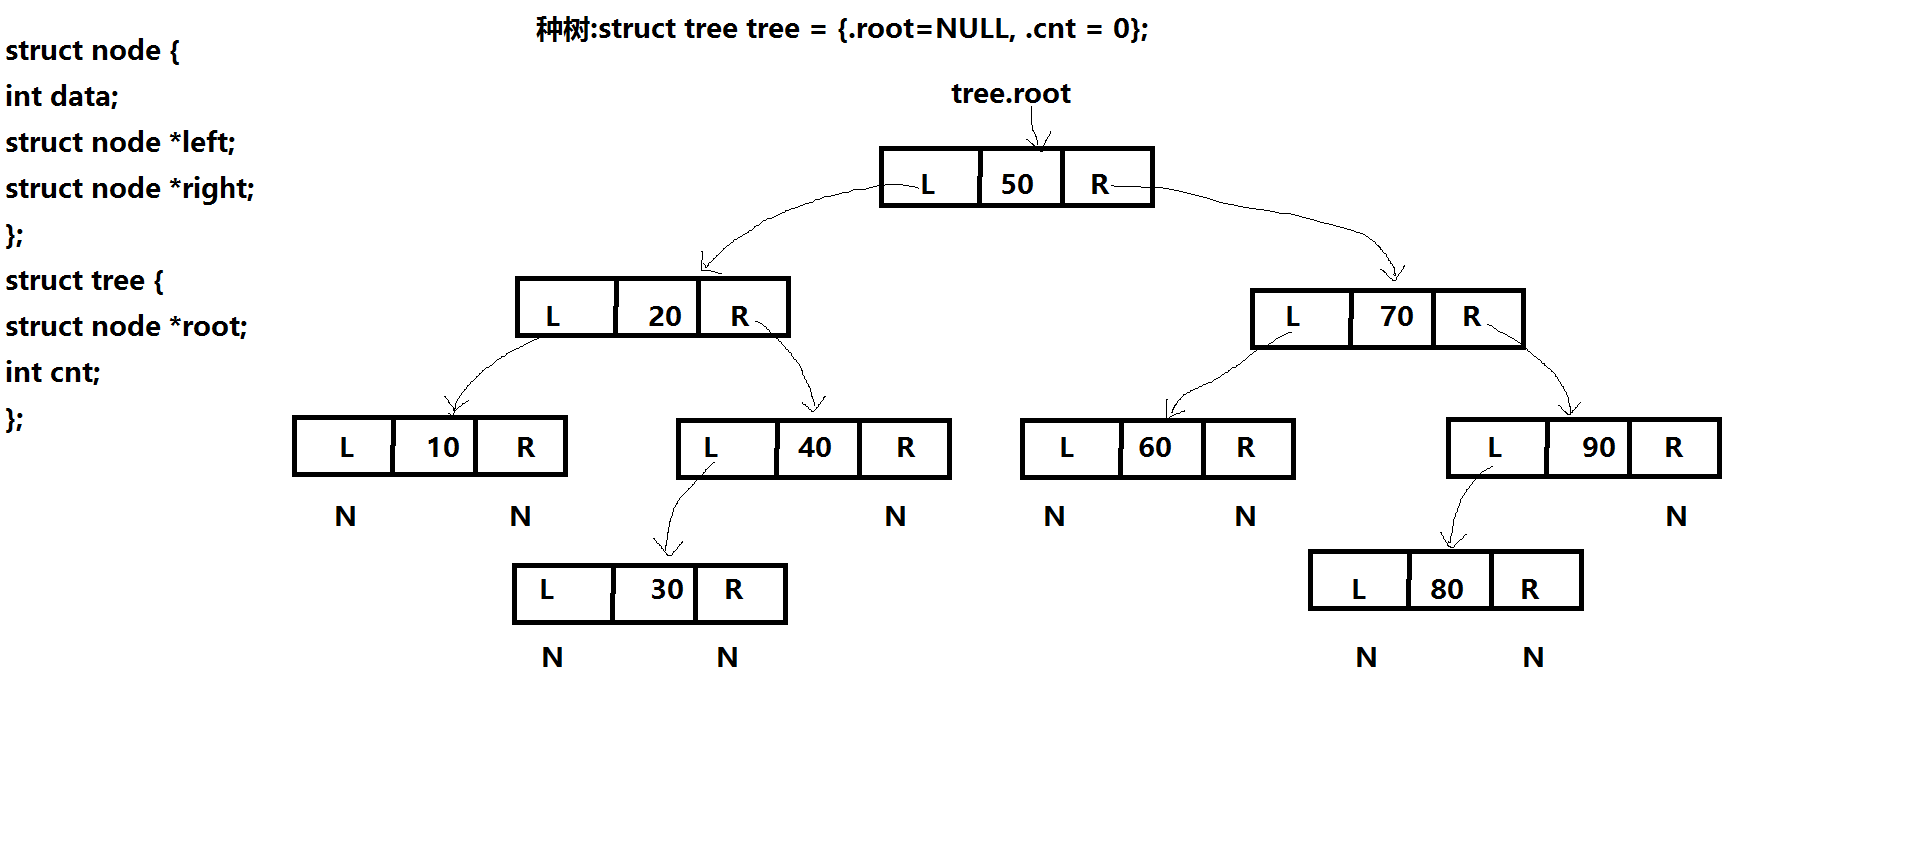 种树:struct tree tree = {.root=NULL, .cnt = 0};
struct node {
int data;
struct node *left;
struct node *right;
};
struct tree {
struct node *root;
int cnt;
};
tree.root
L 50 R
L 20 R
L 70 R
L 10 R
L 40 R
L 60 R
L 90 R
N N N N N N
L 30 R
L 80 R
N N N N